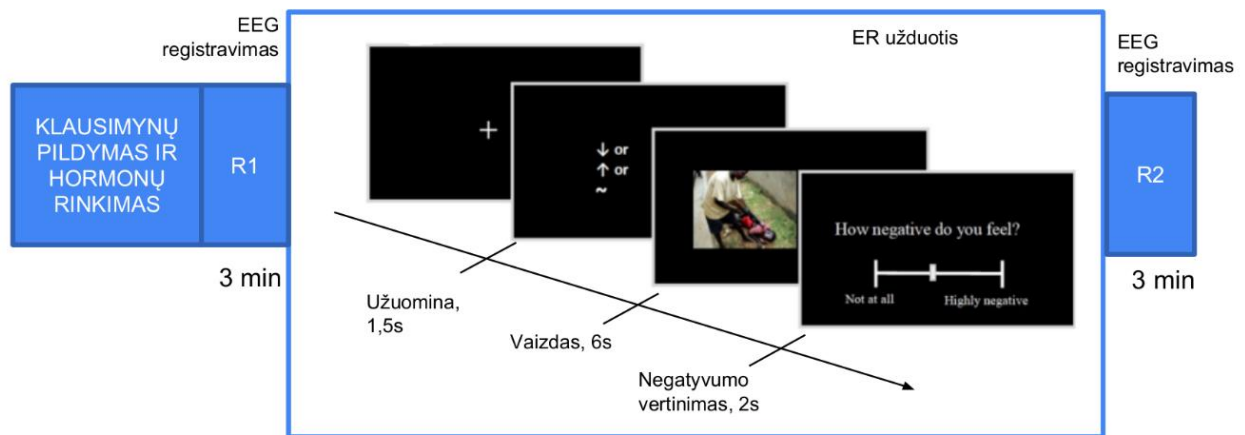 EEG
registravimas
ER užduotis
EEG
registravimas
KLAUSIMYNŲ
PILDYMAS IR
HORMONŲ
RINKIMAS
R1
+
↓ or
↑ or
~
How negative do you feel?
Not at all Highly negative
R2
3 min
Užuomina,
1,5s
Vaizdas, 6s
Negatyvumo
vertinimas, 2s
3 min